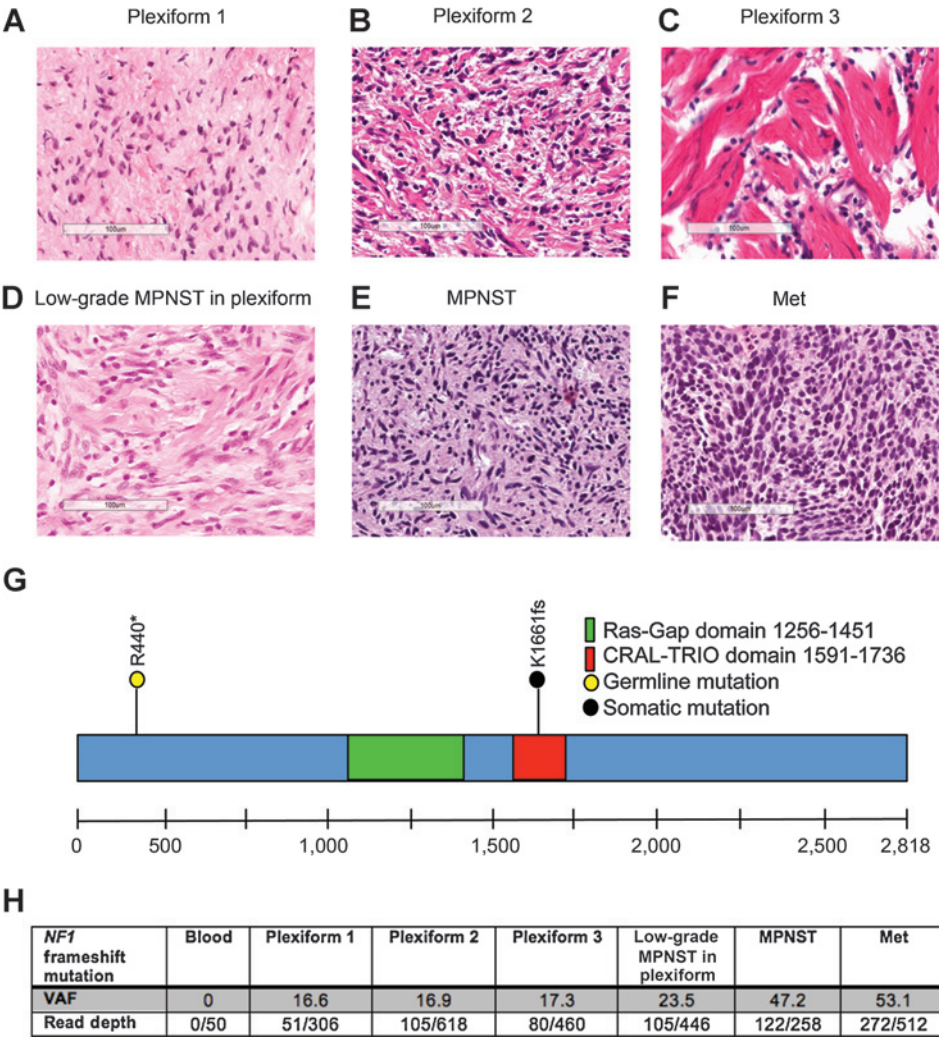 A Plexiform 1
B Plexiform 2
C Plexiform 3
100um
100um
100um
D Low-grade MPNST in plexiform
E MPNST
F Met
100um
100um
100um
G
R440*
K1661fs
Ras-Gap domain 1256-1451
CRAL-TRIO domain 1591-1736
Germline mutation
Somatic mutation
0 500 1,000 1,500 2,000 2,500 2,818
H
NF1 frameshift mutation Blood Plexiform 1 Plexiform 2 Plexiform 3 Low-grade MPNST in plexiform MPNST Met
VAF 0 16.6 16.9 17.3 23.5 47.2 53.1
Read depth 0/50 51/306 105/618 80/460 105/446 122/258 272/512